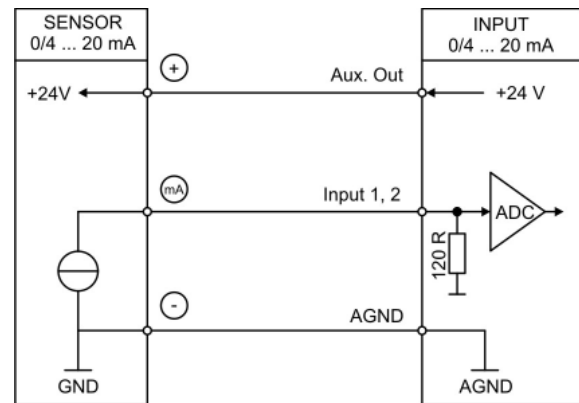 SENSOR
0/4 ... 20 mA
INPUT
0/4 ... 20 mA
+
Aux. Out
+24V
+24 V
mA
Input 1, 2
ADC
120 R
-
AGND
GND
AGND